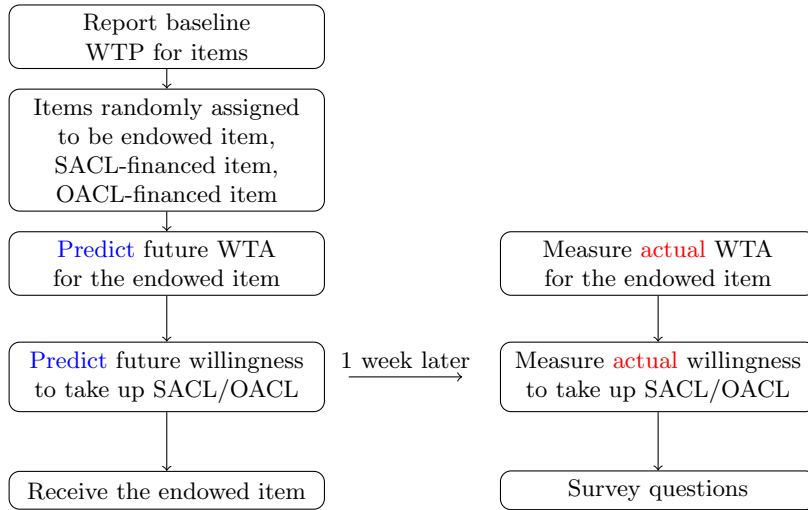 Report baseline
WTP for items
Items randomly assigned
to be endowed item,
SACL-financed item,
OACL-financed item
Predict future WTA
for the endowed item
Predict future willingness
to take up SACL/OACL
Receive the endowed item
1 week later
Measure actual WTA
for the endowed item
Measure actual willingness
to take up SACL/OACL
Survey questions